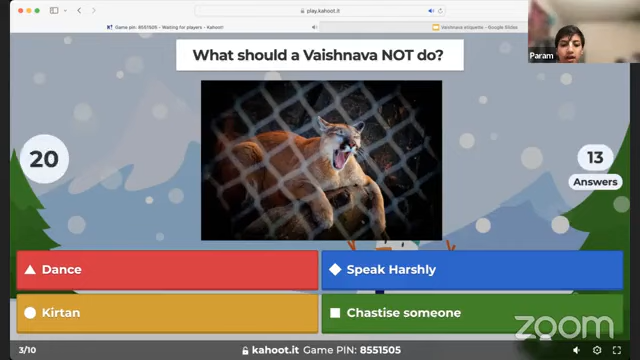 play.kahoot.it
Game pin: 8551505 - Waiting for players - Kahoot!
Vaishnava etiquette - Google Slides
Param
What should a Vaishnava NOT do?
20
13
Answers
Dance
Speak Harshly
Kirtan
Chastise someone
zoom
3/10
kahoot.it Game PIN: 8551505